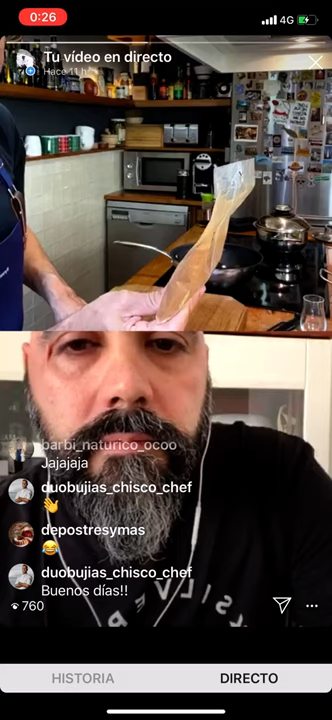 0:26
4G
Tu vídeo en directo
Hace 11 h
barbi_naturico_ocoo
Jajajaja
duobujias_chisco_chef
👋
depostresymas
😂
duobujias_chisco_chef
Buenos días!!
760
HISTORIA
DIRECTO